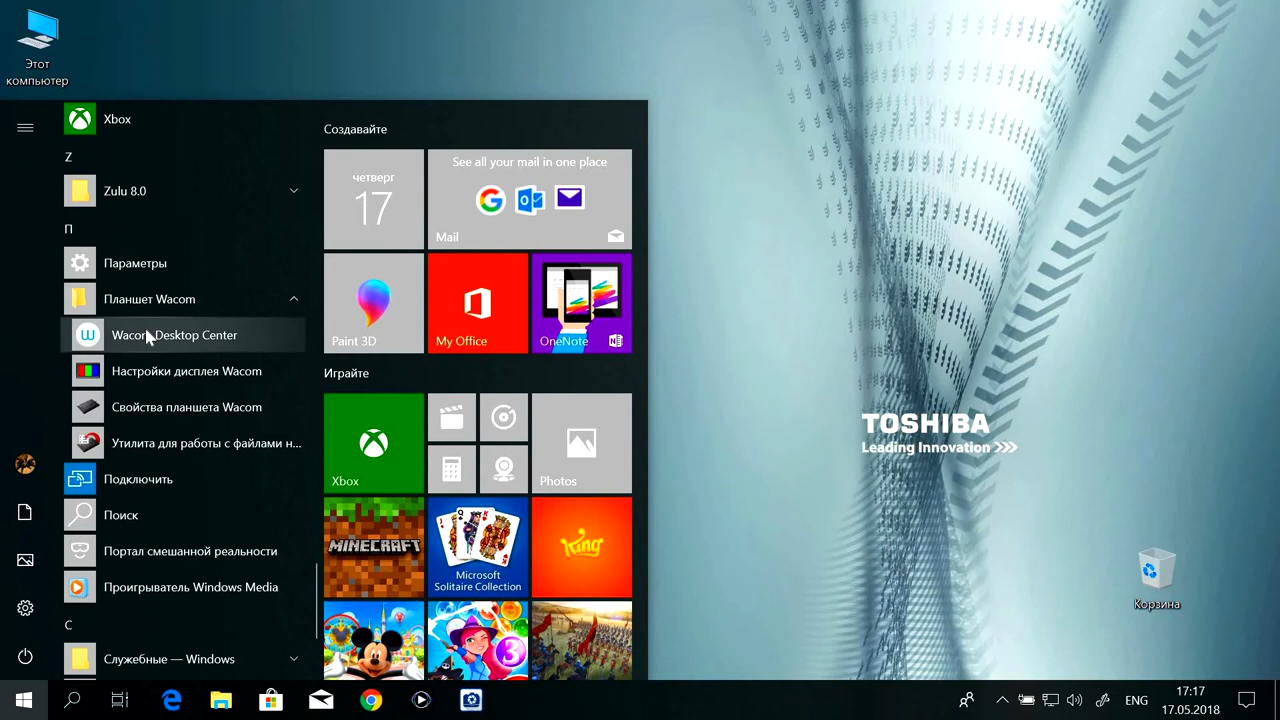 Этот
компьютер
Xbox
Z
Zulu 8.0
П
Параметры
Планшет Wacom
Wacom Desktop Center
Настройки дисплея Wacom
Свойства планшета Wacom
Утилита для работы с файлами н...
Подключить
Поиск
Портал смешанной реальности
Проигрыватель Windows Media
С
Служебные — Windows
Создавайте
четверг
17
See all your mail in one place
Mail
Paint 3D
My Office
OneNote
Играйте
Xbox
Photos
MINECRAFT
Microsoft
Solitaire Collection
King
3
TOSHIBA
Leading Innovation >>>
Корзина
ENG
17:17
17.05.2018